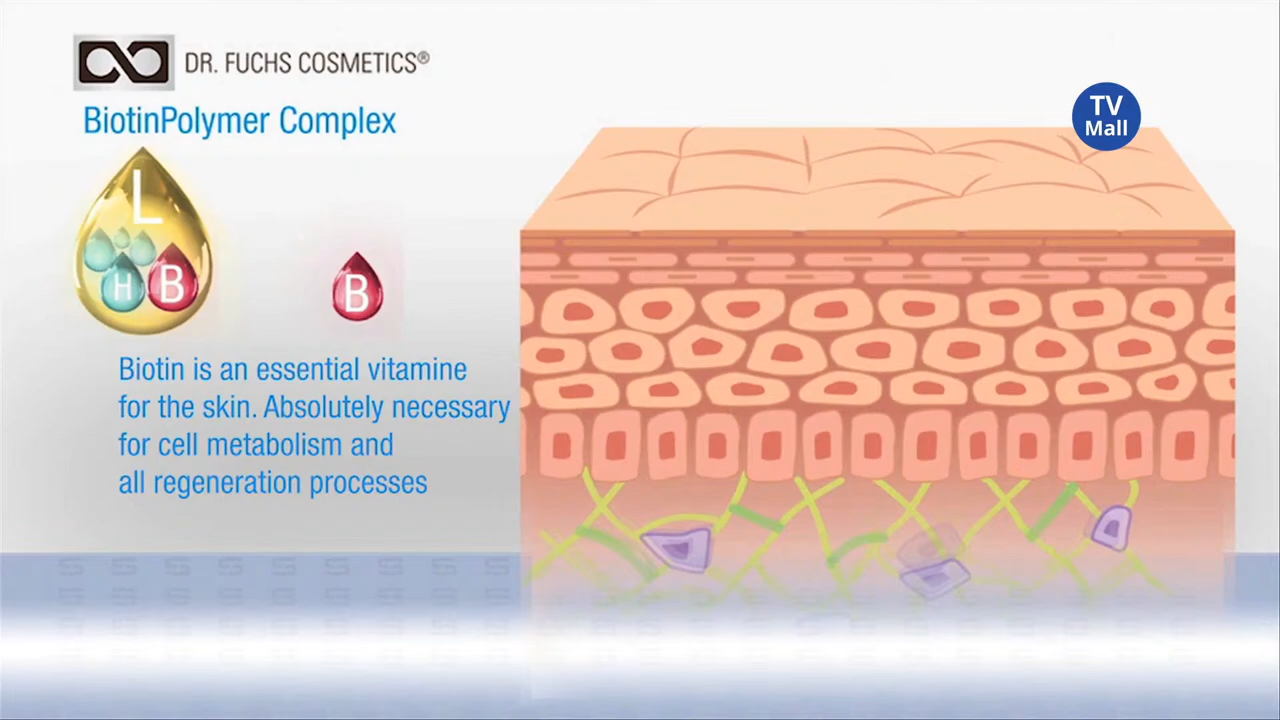 DR. FUCHS COSMETICS®
BiotinPolymer Complex
TV
Mall
L
H
B
B
Biotin is an essential vitamine
for the skin. Absolutely necessary
for cell metabolism and
all regeneration processes